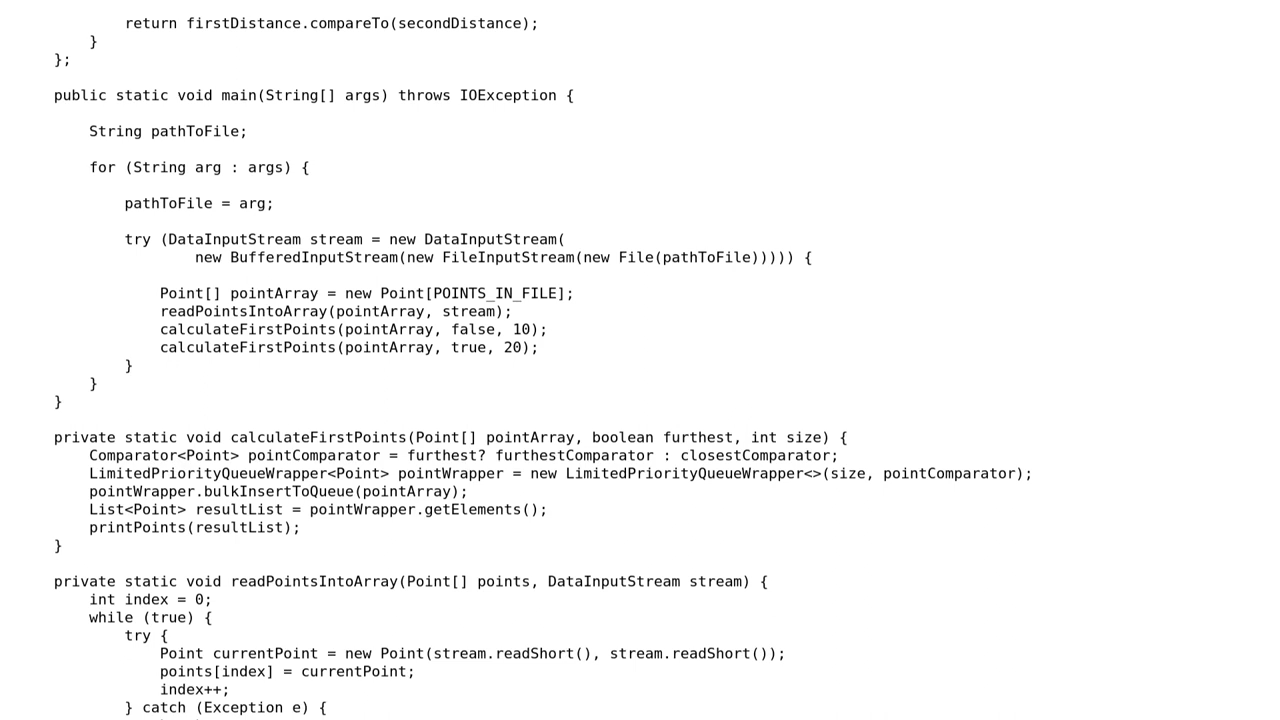 return firstDistance.compareTo(secondDistance);
}
};
public static void main(String[] args) throws IOException {
String pathToFile;
for (String arg : args) {
pathToFile = arg;
try (DataInputStream stream = new DataInputStream(
new BufferedInputStream(new FileInputStream(new File(pathToFile))))) {
Point[] pointArray = new Point[POINTS_IN_FILE];
readPointsIntoArray(pointArray, stream);
calculateFirstPoints(pointArray, false, 10);
calculateFirstPoints(pointArray, true, 20);
}
}
}
private static void calculateFirstPoints(Point[] pointArray, boolean furthest, int size) {
Comparator<Point> pointComparator = furthest? furthestComparator : closestComparator;
LimitedPriorityQueueWrapper<Point> pointWrapper = new LimitedPriorityQueueWrapper<>(size, pointComparator);
pointWrapper.bulkInsertToQueue(pointArray);
List<Point> resultList = pointWrapper.getElements();
printPoints(resultList);
}
private static void readPointsIntoArray(Point[] points, DataInputStream stream) {
int index = 0;
while (true) {
try {
Point currentPoint = new Point(stream.readShort(), stream.readShort());
points[index] = currentPoint;
index++;
} catch (Exception e) {